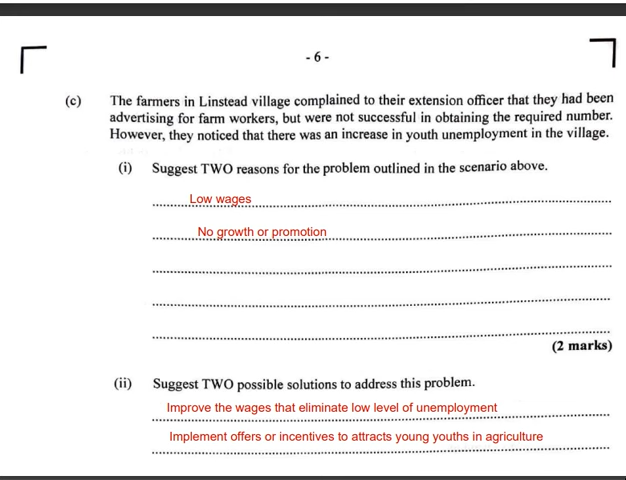 - 6 -
(c) The farmers in Linstead village complained to their extension officer that they had been
advertising for farm workers, but were not successful in obtaining the required number.
However, they noticed that there was an increase in youth unemployment in the village.
(i) Suggest TWO reasons for the problem outlined in the scenario above.
Low wages
No growth or promotion
(2 marks)
(ii) Suggest TWO possible solutions to address this problem.
Improve the wages that eliminate low level of unemployment
Implement offers or incentives to attracts young youths in agriculture